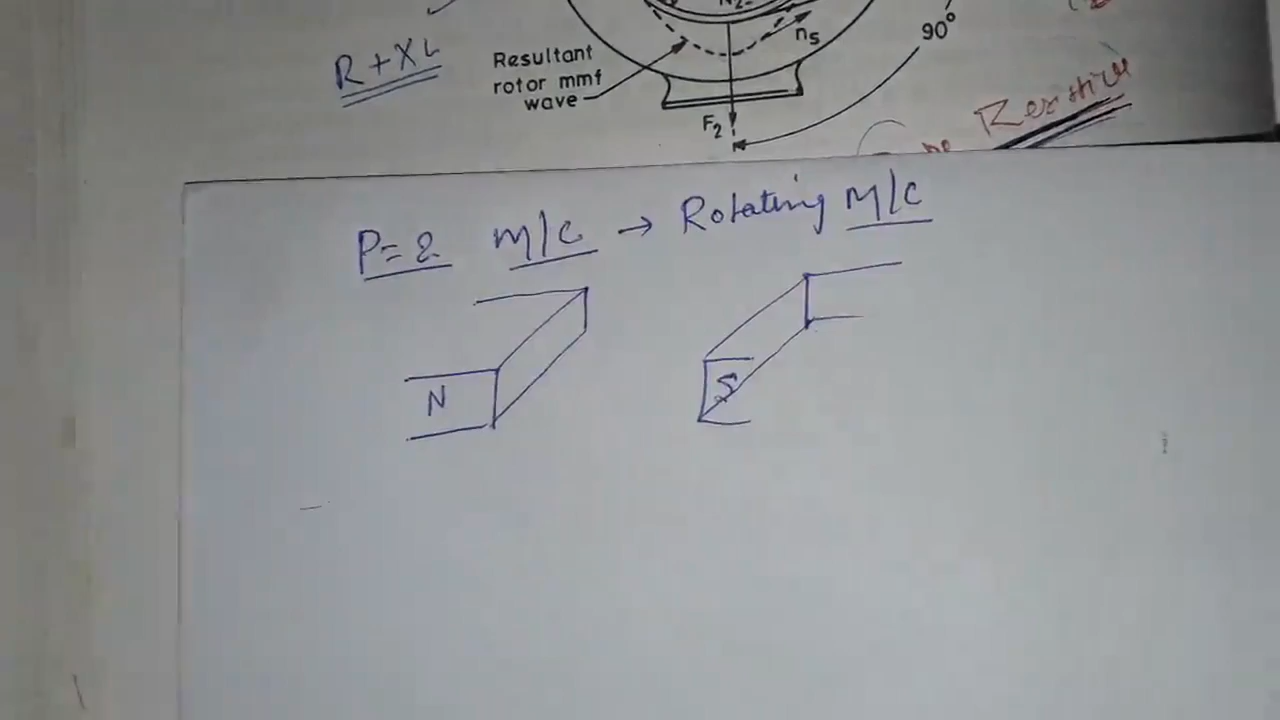 R + XL
Resultant
rotor mmf
wave
ns
90°
F2
P=2 M/C → Rotating M/C
N
S